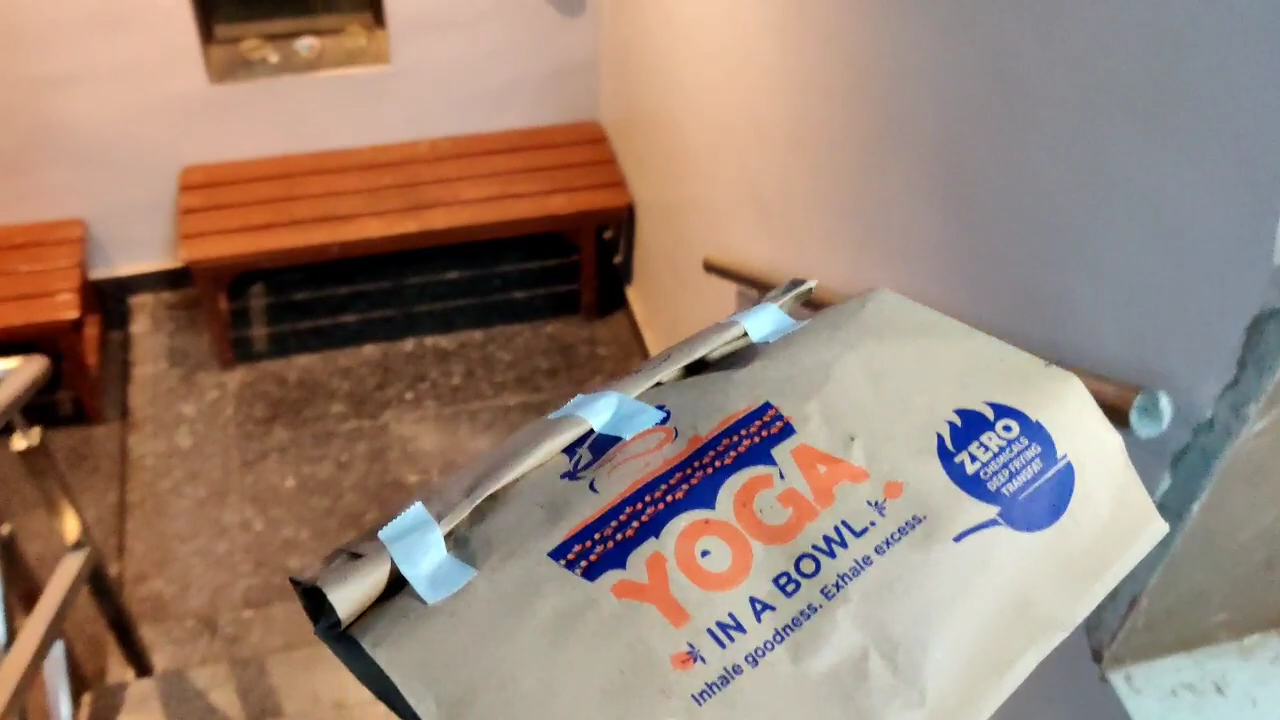 YOGA
IN A BOWL.
Inhale goodness. Exhale excess.
ZERO
CHEMICALS
DEEP FRYING
TRANSFAT